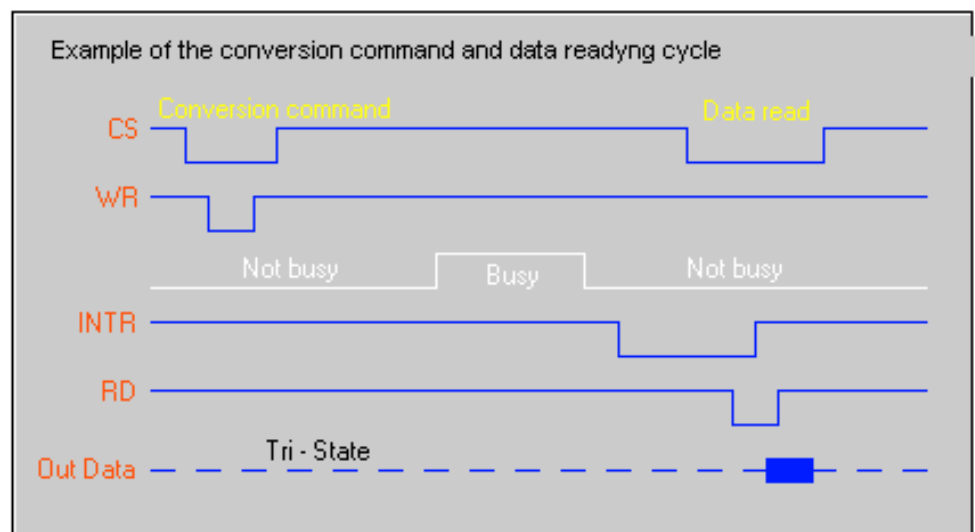 Example of the conversion command and data readyng cycle
Conversion command
Data read
CS
WR
Not busy
Busy
Not busy
INTR
RD
Tri - State
Out Data